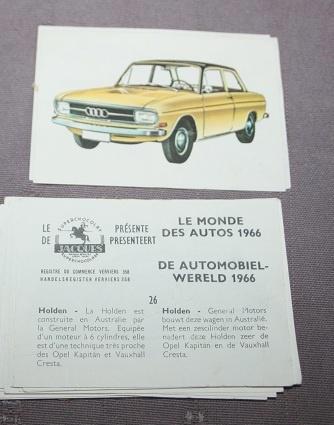 LE PRÉSENTE
DE PRESENTEERT
SUPERCHOCOLAT
JACQUES
SUPERCHOCOLADE
REGISTRE DU COMMERCE VERVIERS 358
HANDELSREGISTER VERVIERS 358
LE MONDE
DES AUTOS 1966
DE AUTOMOBIEL-
WERELD 1966
26
Holden - La Holden est
construite en Australie par
la General Motors. Equipée
d'un moteur à 6 cylindres, elle
est d'une technique très proche
des Opel Kapitän et Vauxhall
Cresta.
Holden - General Motors
bouwt deze wagen in Australië.
Met een zescilinder motor be-
nadert deze Holden zeer de
Opel Kapitän en de Vauxhall
Cresta.